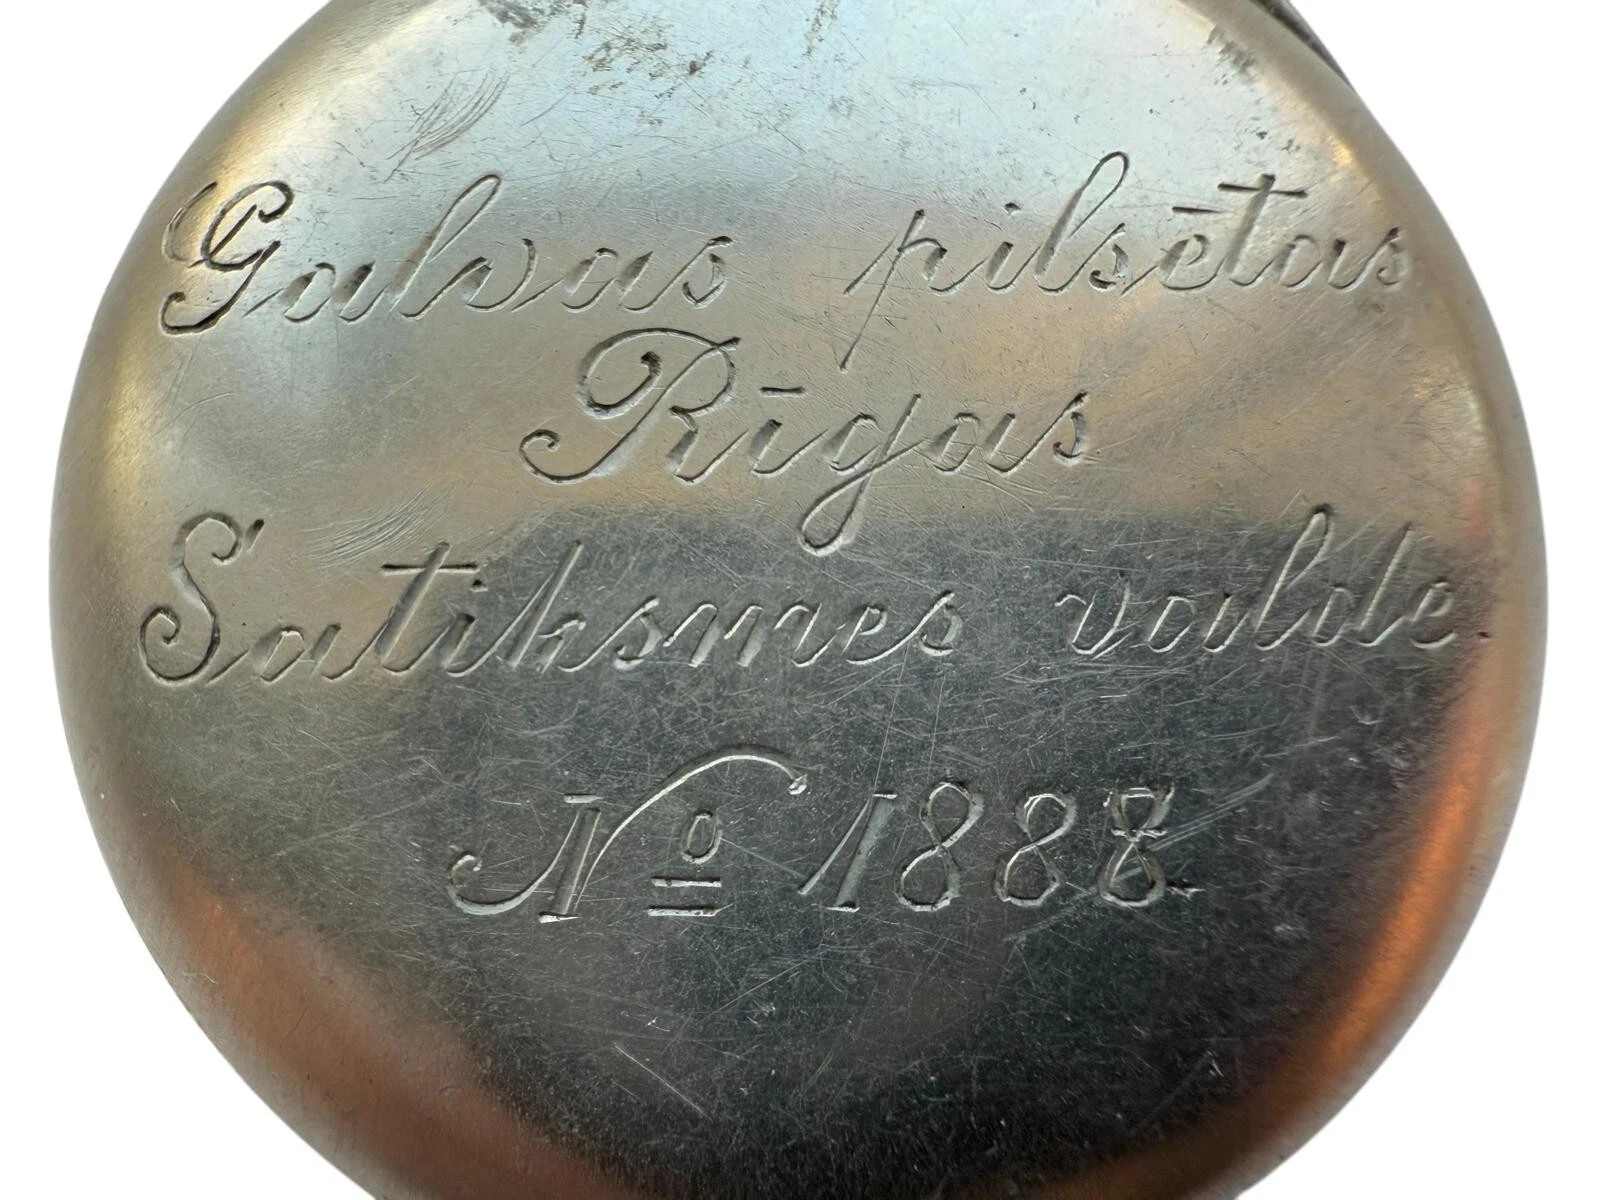 Galvas pilsētas
Rīgas
Satiksmes valde
No 1888